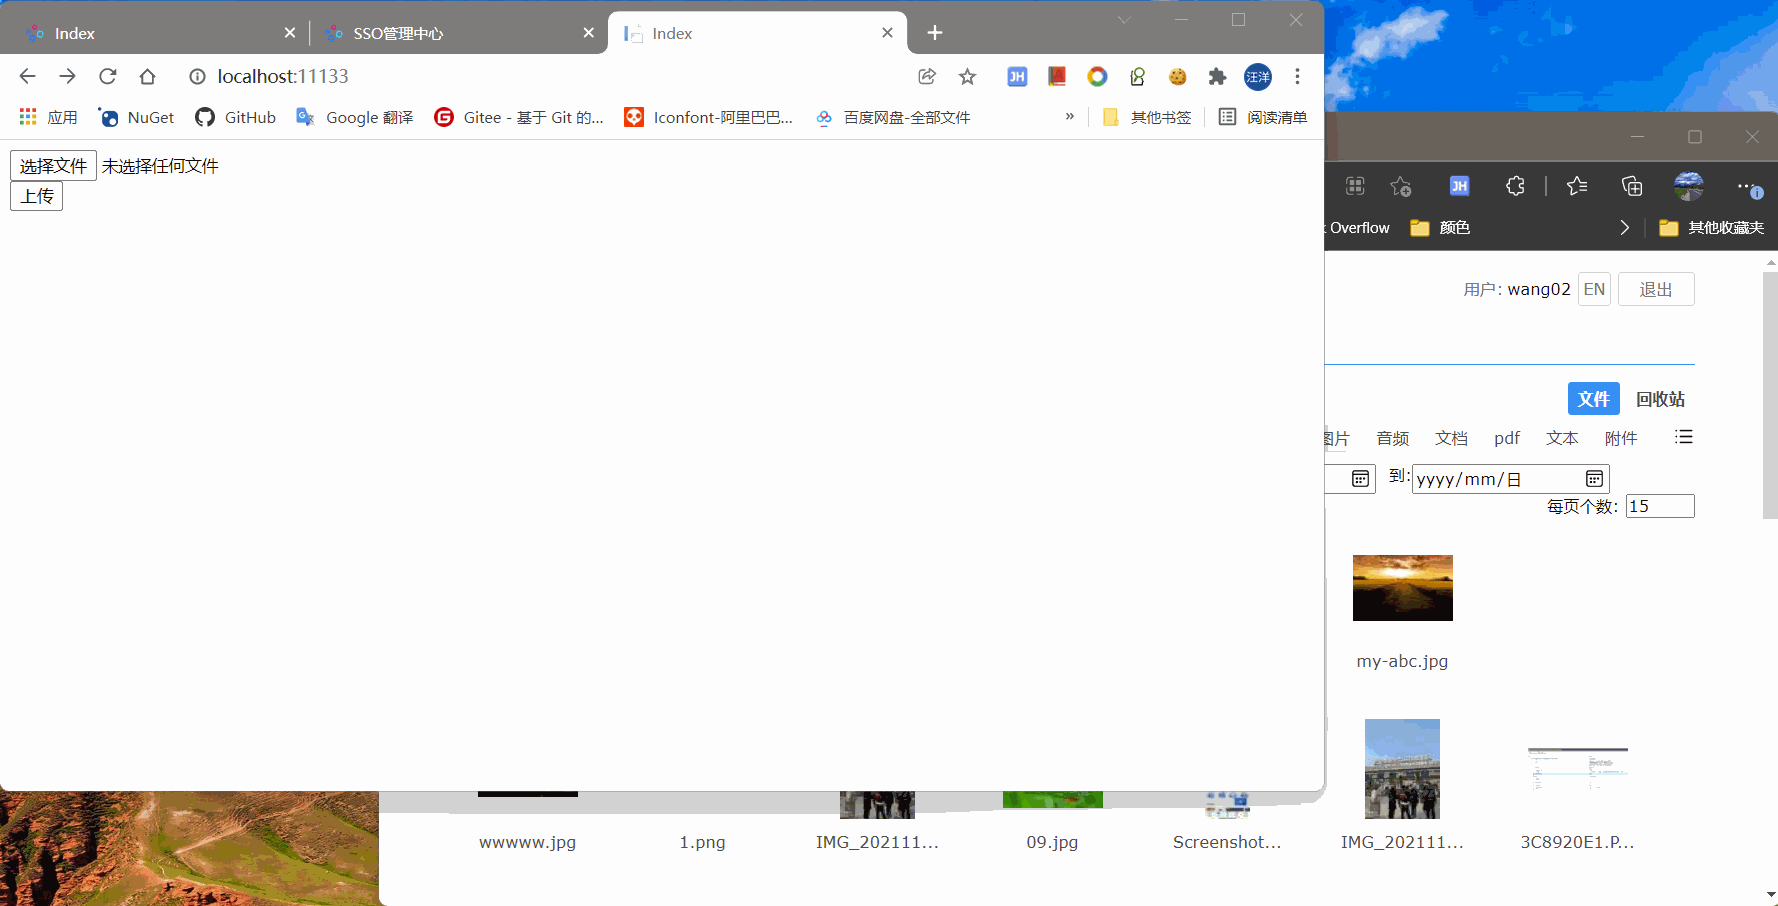 Index
SSO管理中心
Index
localhost:11133
JH
汪洋
应用
NuGet
GitHub
Google 翻译
Gitee - 基于 Git 的...
Iconfont-阿里巴巴...
百度网盘-全部文件
»
其他书签
阅读清单
选择文件 未选择任何文件
上传
JH
Overflow
颜色
其他收藏夹
用户: wang02
EN
退出
文件
回收站
图片
音频
文档
pdf
文本
附件
到: yyyy/mm/日
每页个数: 15
my-abc.jpg
wwwww.jpg
1.png
IMG_202111...
09.jpg
Screenshot...
IMG_202111...
3C8920E1.P...